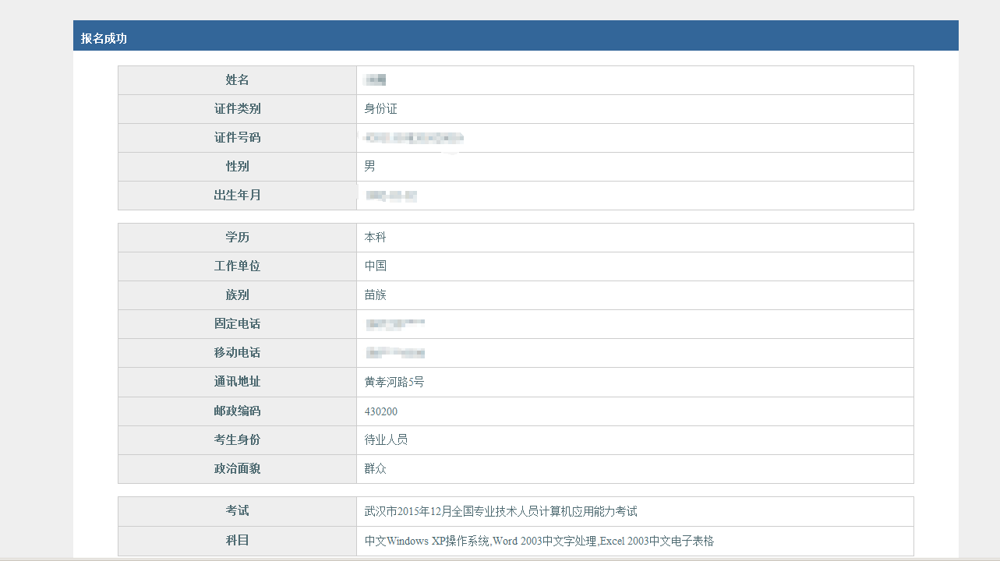 报名成功
姓名
证件类别 身份证
证件号码
性别 男
出生年月
学历 本科
工作单位 中国
族别 苗族
固定电话
移动电话
通讯地址 黄孝河路5号
邮政编码 430200
考生身份 待业人员
政治面貌 群众
考试 武汉市2015年12月全国专业技术人员计算机应用能力考试
科目 中文Windows XP操作系统,Word 2003中文字处理,Excel 2003中文电子表格